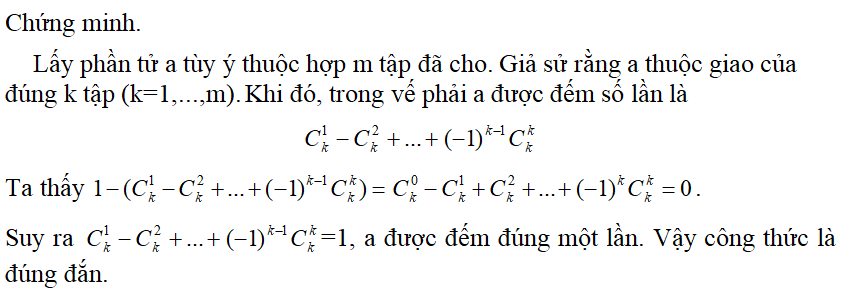 Chứng minh.
Lấy phần tử a tùy ý thuộc hợp m tập đã cho. Giả sử rằng a thuộc giao của
đúng k tập (k=1,...,m). Khi đó, trong vế phải a được đếm số lần là
$C_k^1 - C_k^2 + ... + (-1)^{k-1} C_k^k$
Ta thấy $1 - (C_k^1 - C_k^2 + ... + (-1)^{k-1} C_k^k) = C_k^0 - C_k^1 + C_k^2 + ... + (-1)^k C_k^k = 0$.
Suy ra $C_k^1 - C_k^2 + ... + (-1)^{k-1} C_k^k$=1, a được đếm đúng một lần. Vậy công thức là
đúng đắn.